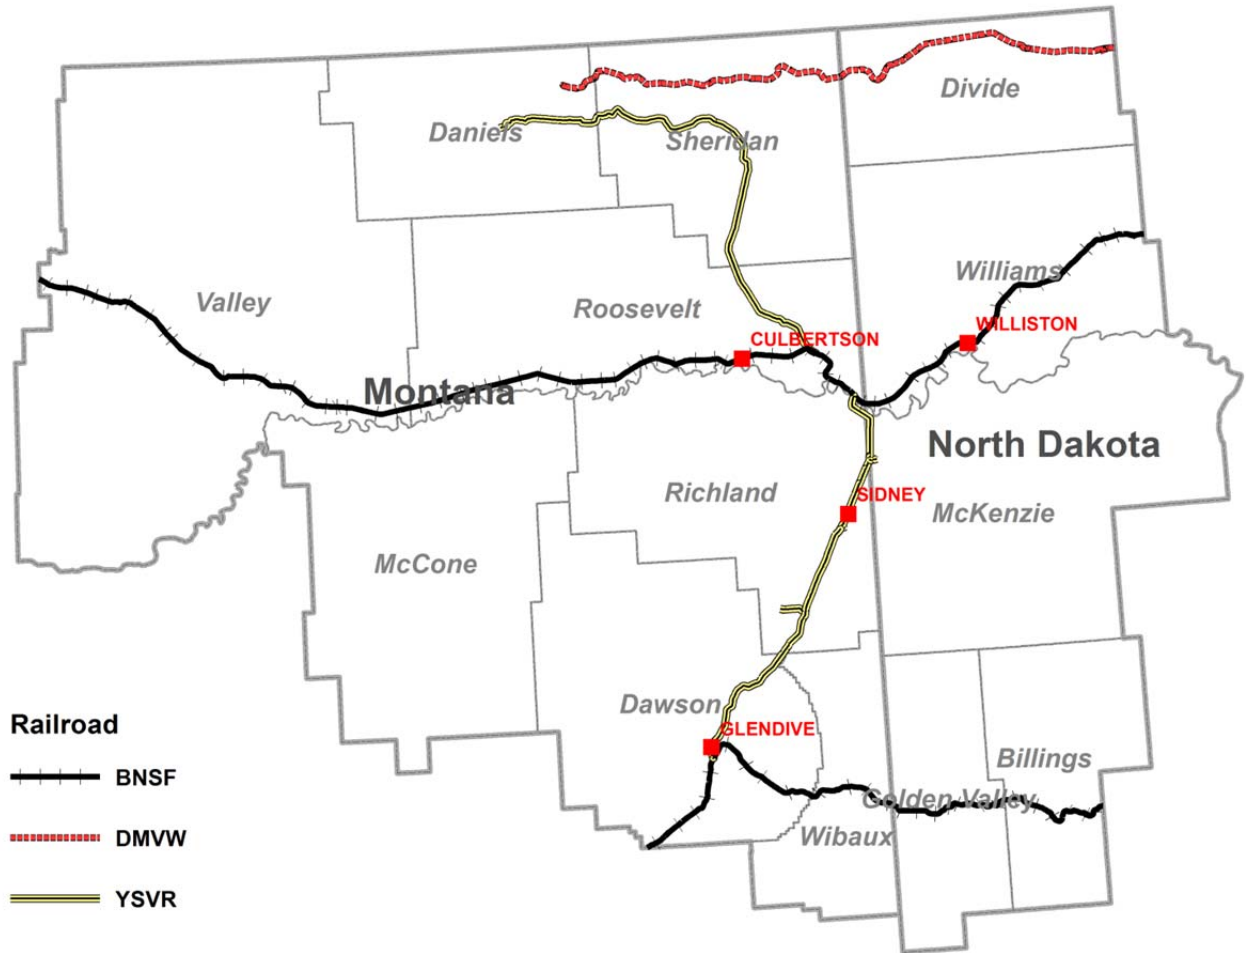 Divide
Daniels
Sheridan
Williams
Valley
Roosevelt
WILLISTON
CULBERTSON
Montana
North Dakota
Richland
SIDNEY
McKenzie
McCone
Dawson
GLENDIVE
Billings
Golden Valley
Wibaux
Railroad
BNSF
DMVW
YSVR